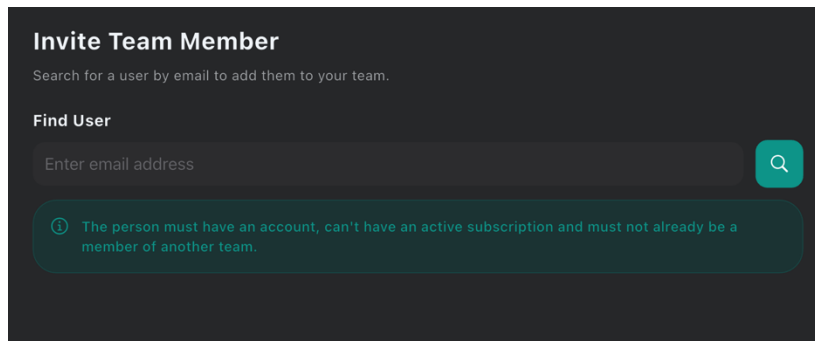 Invite Team Member
Search for a user by email to add them to your team.
Find User
Enter email address
The person must have an account, can't have an active subscription and must not already be a
member of another team.